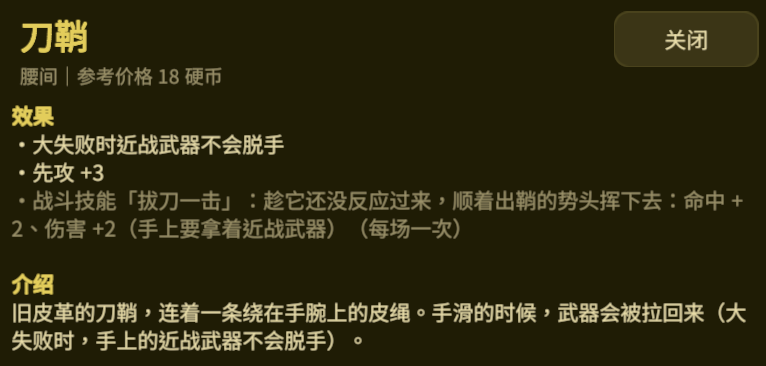 刀鞘
关闭
腰间｜参考价格 18 硬币
效果
・大失败时近战武器不会脱手
・先攻 +3
・战斗技能「拔刀一击」：趁它还没反应过来，顺着出鞘的势头挥下去：命中 +
2、伤害 +2（手上要拿着近战武器）（每场一次）
介绍
旧皮革的刀鞘，连着一条绕在手腕上的皮绳。手滑的时候，武器会被拉回来（大
失败时，手上的近战武器不会脱手）。